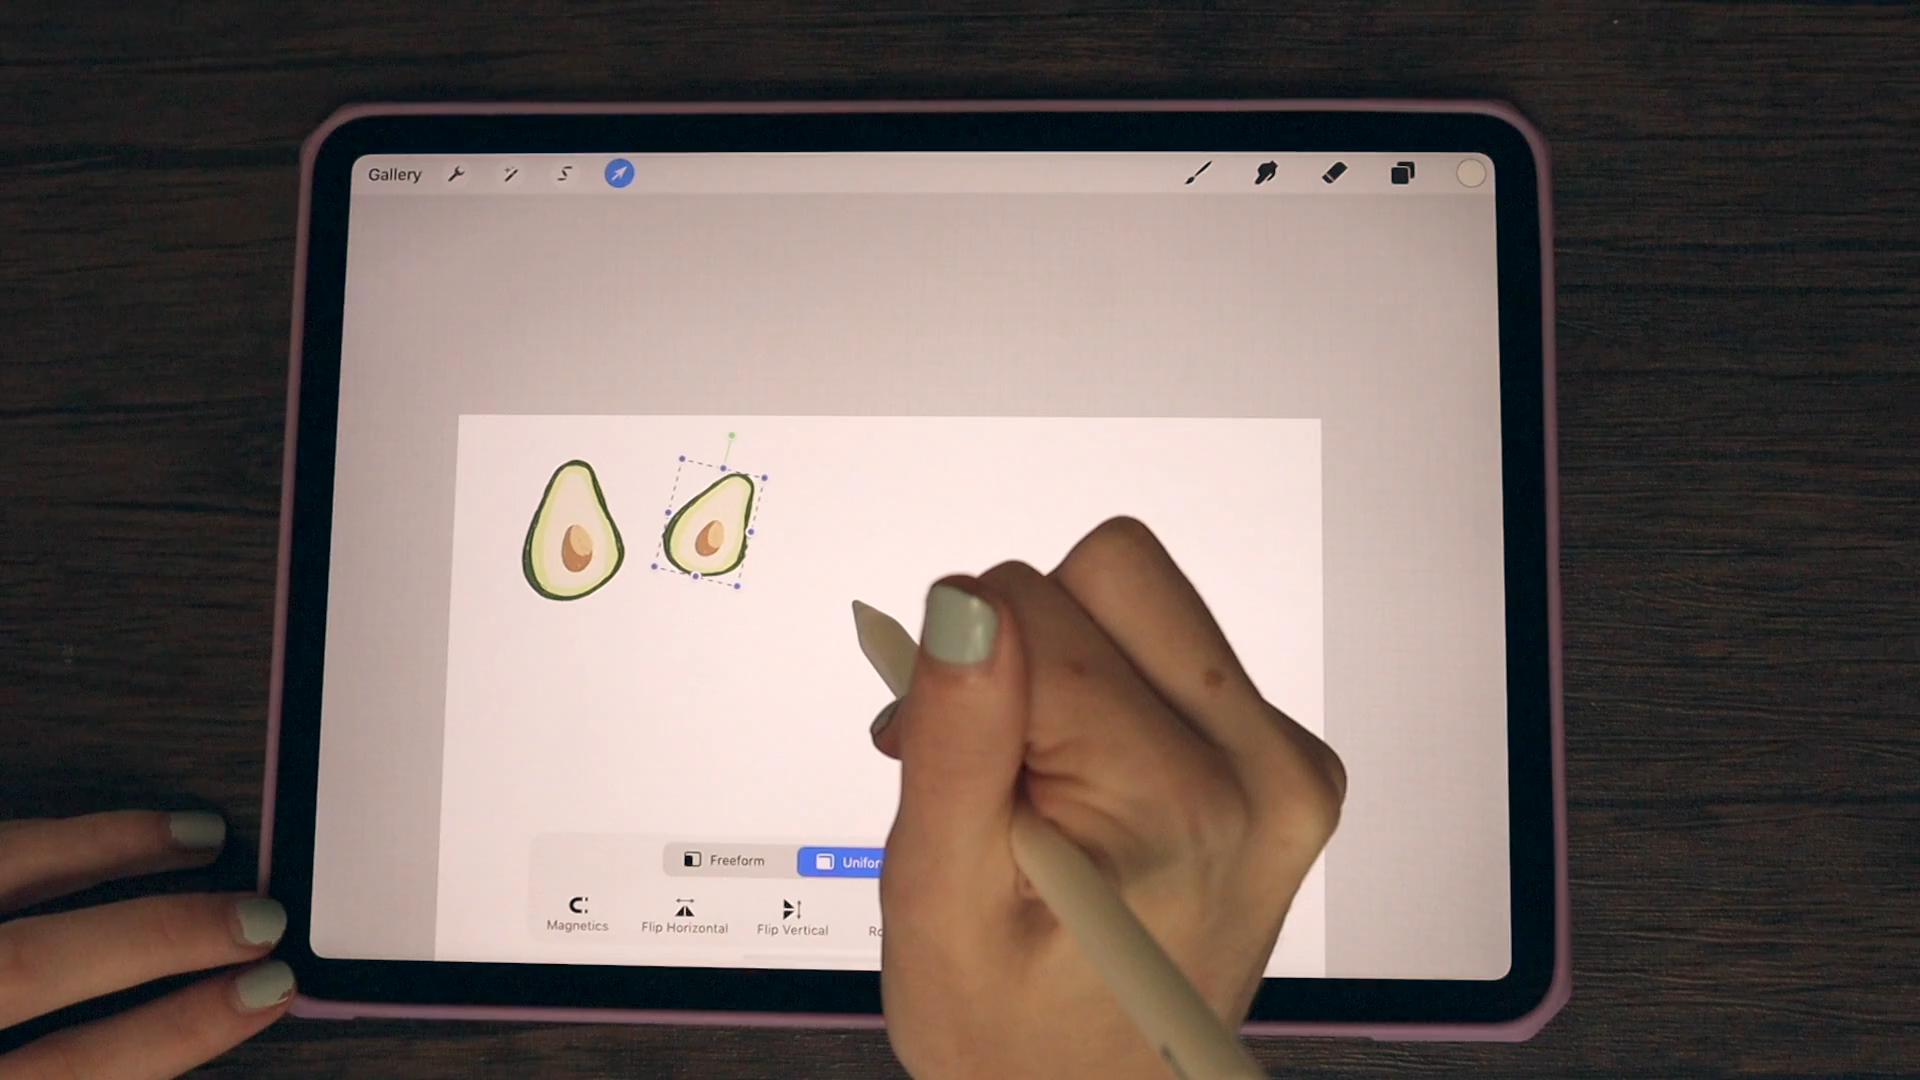 Gallery
Freeform
Magnetics
Flip Horizontal
Flip Vertical